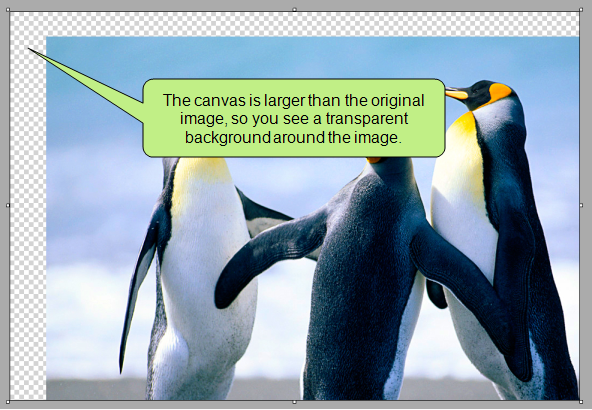 The canvas is larger than the original
image, so you see a transparent
background around the image.